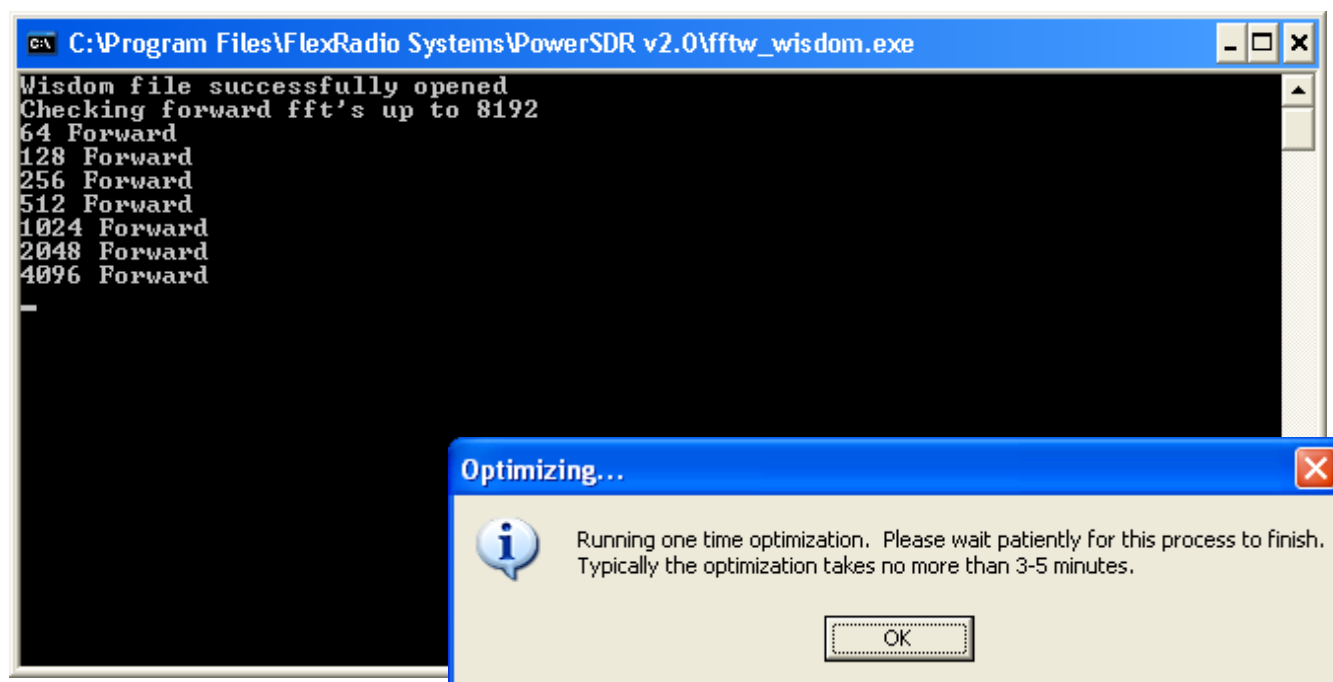 C:\Program Files\FlexRadio Systems\PowerSDR v2.0\fftw_wisdom.exe
Wisdom file successfully opened
Checking forward fft's up to 8192
64 Forward
128 Forward
256 Forward
512 Forward
1024 Forward
2048 Forward
4096 Forward
Optimizing...
Running one time optimization. Please wait patiently for this process to finish.
Typically the optimization takes no more than 3-5 minutes.
OK